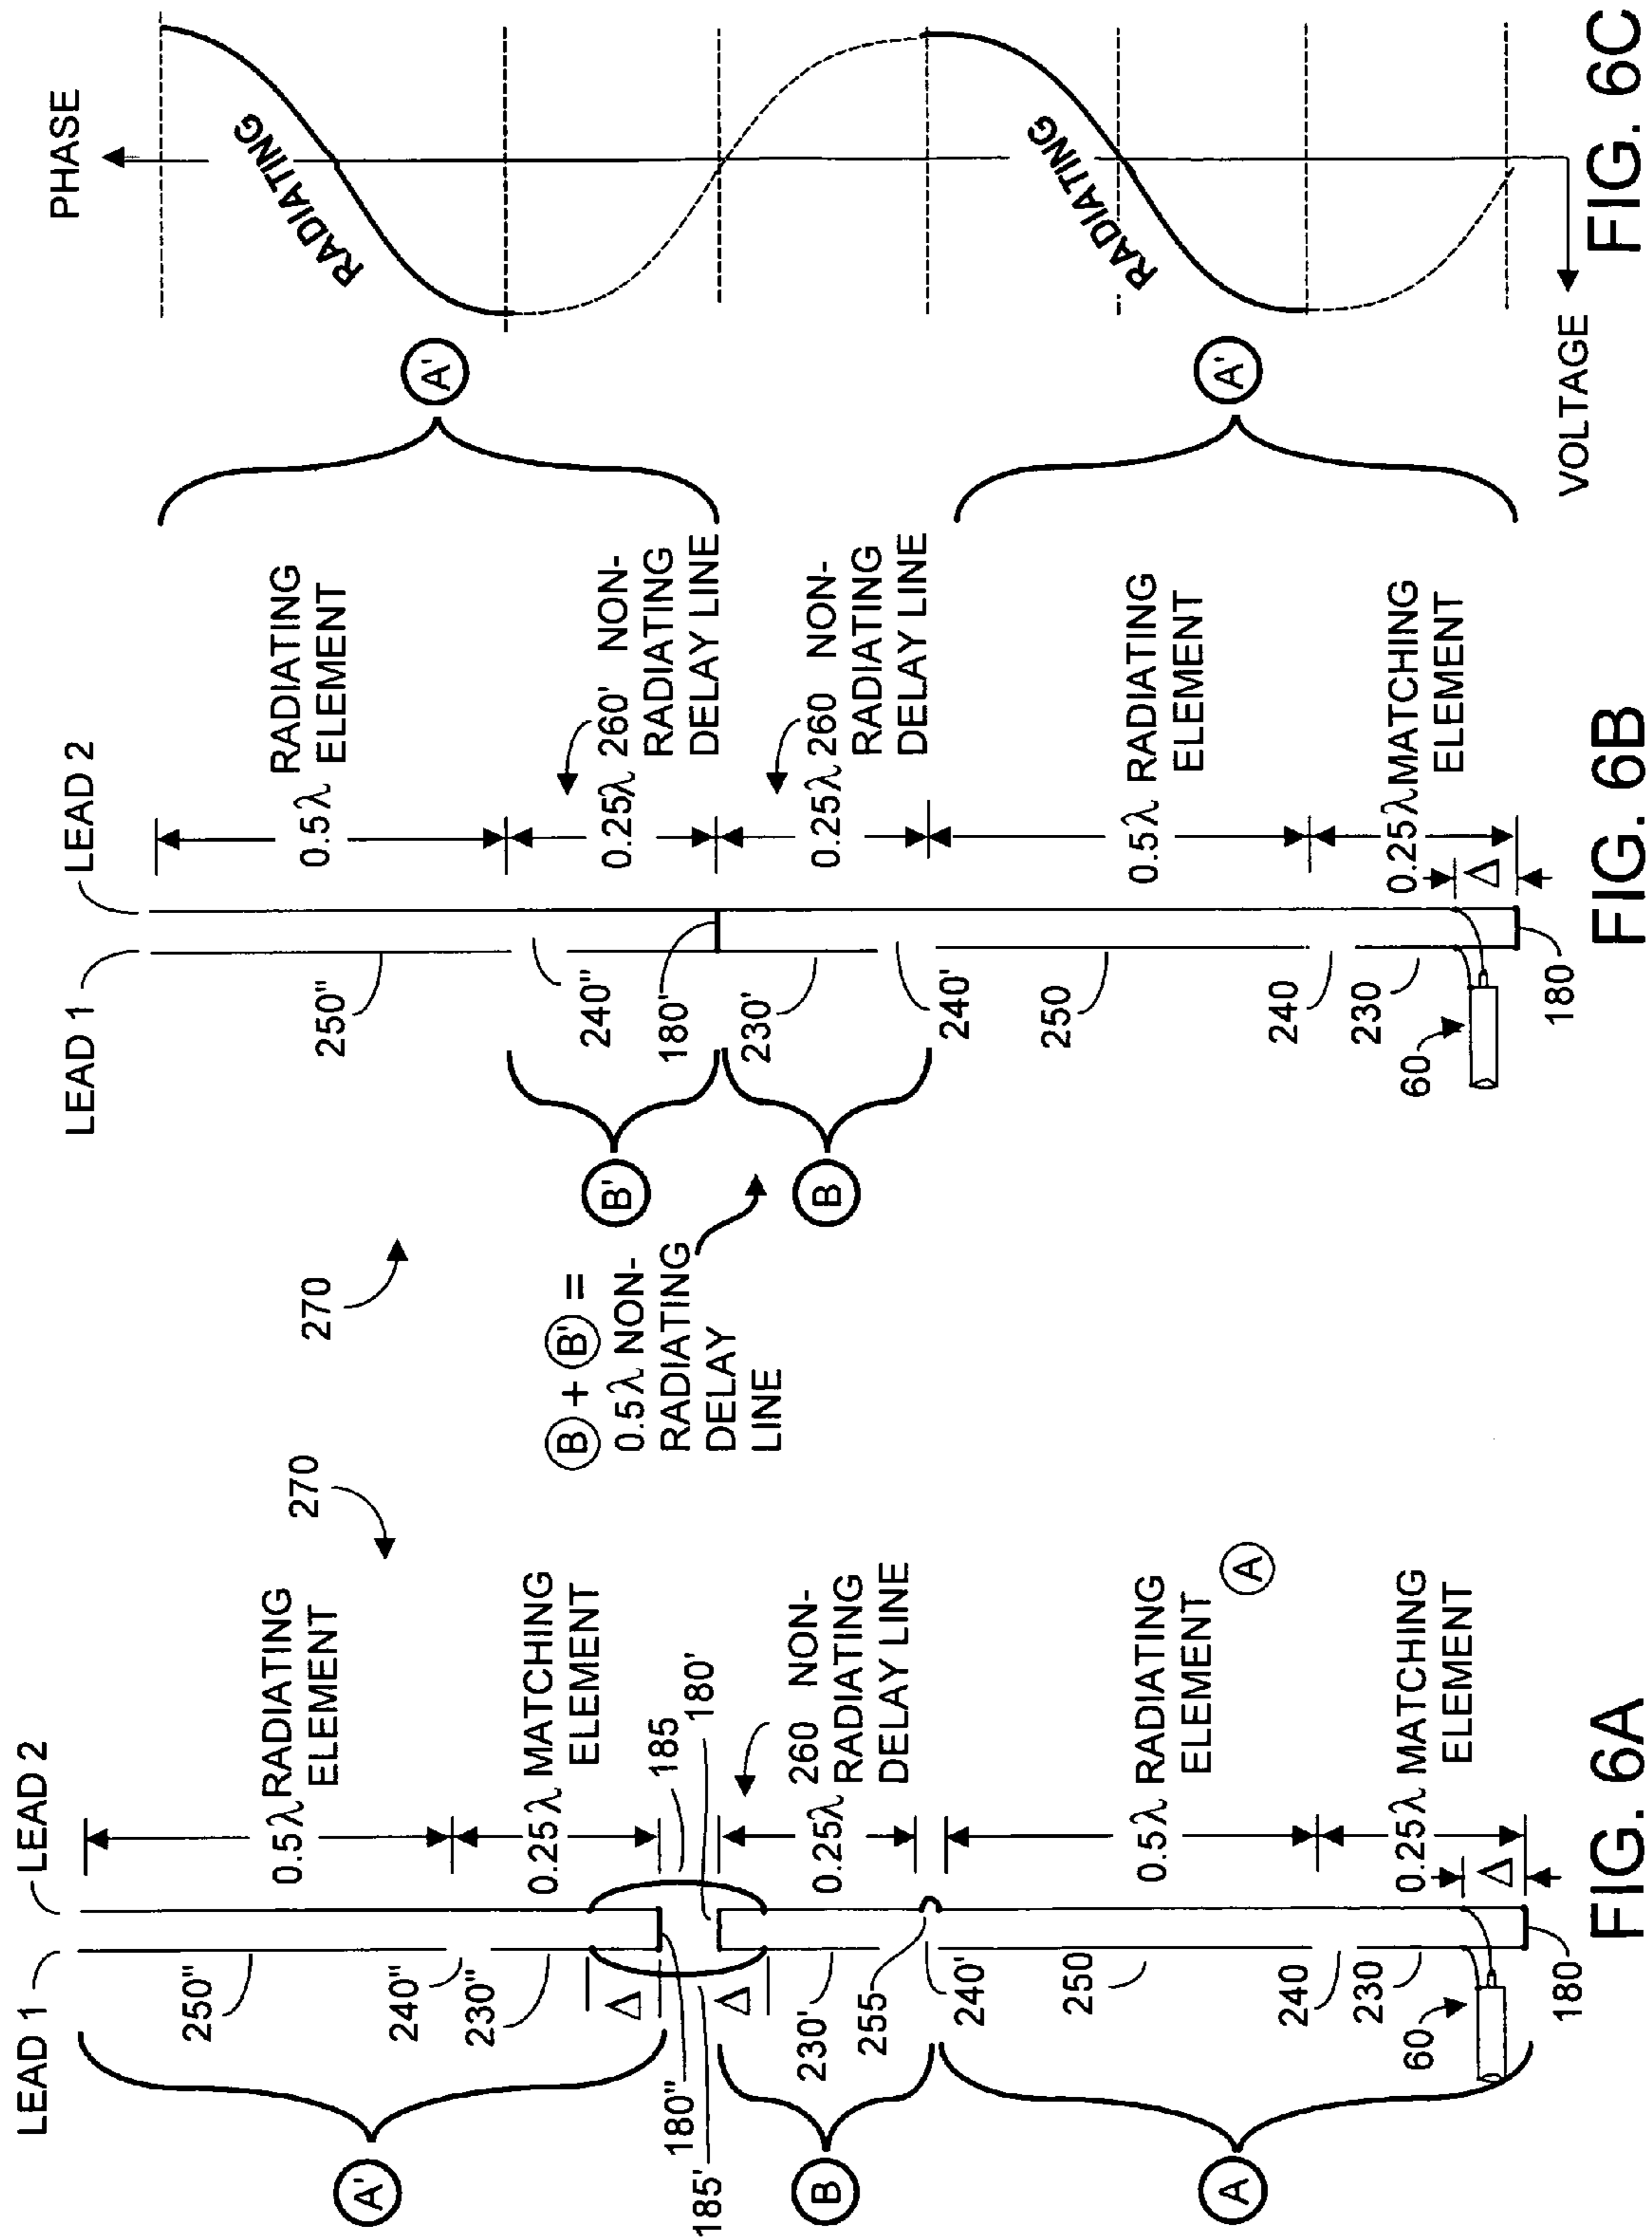 LEAD 1
LEAD 2
250"
0.5λ RADIATING
ELEMENT
A'
240"
230"
0.25λ MATCHING
ELEMENT
Δ
185
180'
180"
185'
Δ
B
230'
255
240'
0.25λ
260 NON-
RADIATING
DELAY LINE
250
0.5λ RADIATING
ELEMENT
A
A
240
230
0.25λ MATCHING
ELEMENT
Δ
60
180
FIG. 6A
270
270
B + B' =
0.5λ NON-
RADIATING
DELAY
LINE
LEAD 1
LEAD 2
250"
0.5λ
RADIATING
ELEMENT
B'
240"
180'
0.25λ
260' NON-
RADIATING
DELAY LINE
B
230'
240'
0.25λ
260 NON-
RADIATING
DELAY LINE
250
0.5λ RADIATING
ELEMENT
240
230
0.25λ MATCHING
ELEMENT
Δ
60
180
FIG. 6B
A'
A'
PHASE
RADIATING
RADIATING
VOLTAGE
FIG. 6C